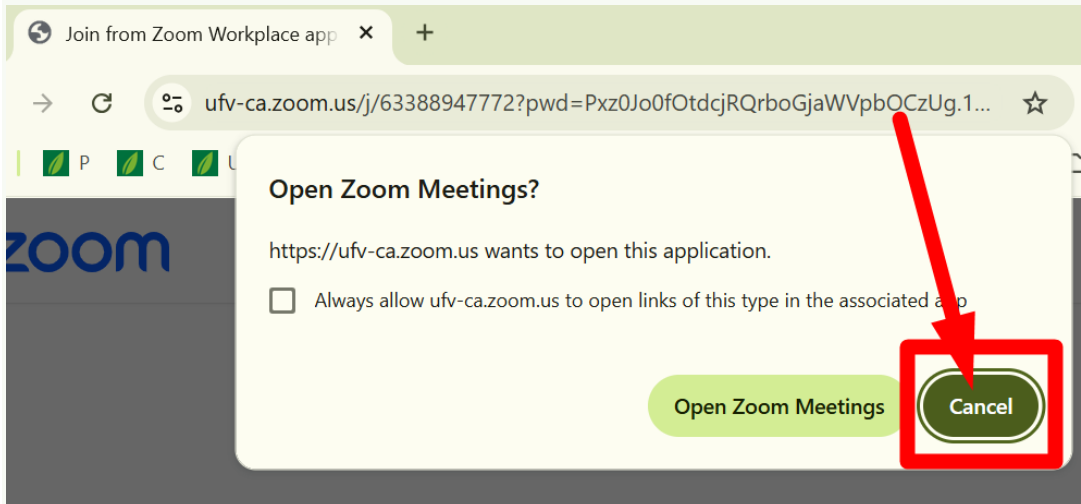 Join from Zoom Workplace app
ufv-ca.zoom.us/j/63388947772?pwd=Pxz0Jo0fOtdcjRQrboGjaWVpbOCzUg.1...
P C U
zoom
Open Zoom Meetings?
https://ufv-ca.zoom.us wants to open this application.
Always allow ufv-ca.zoom.us to open links of this type in the associated app
Open Zoom Meetings Cancel